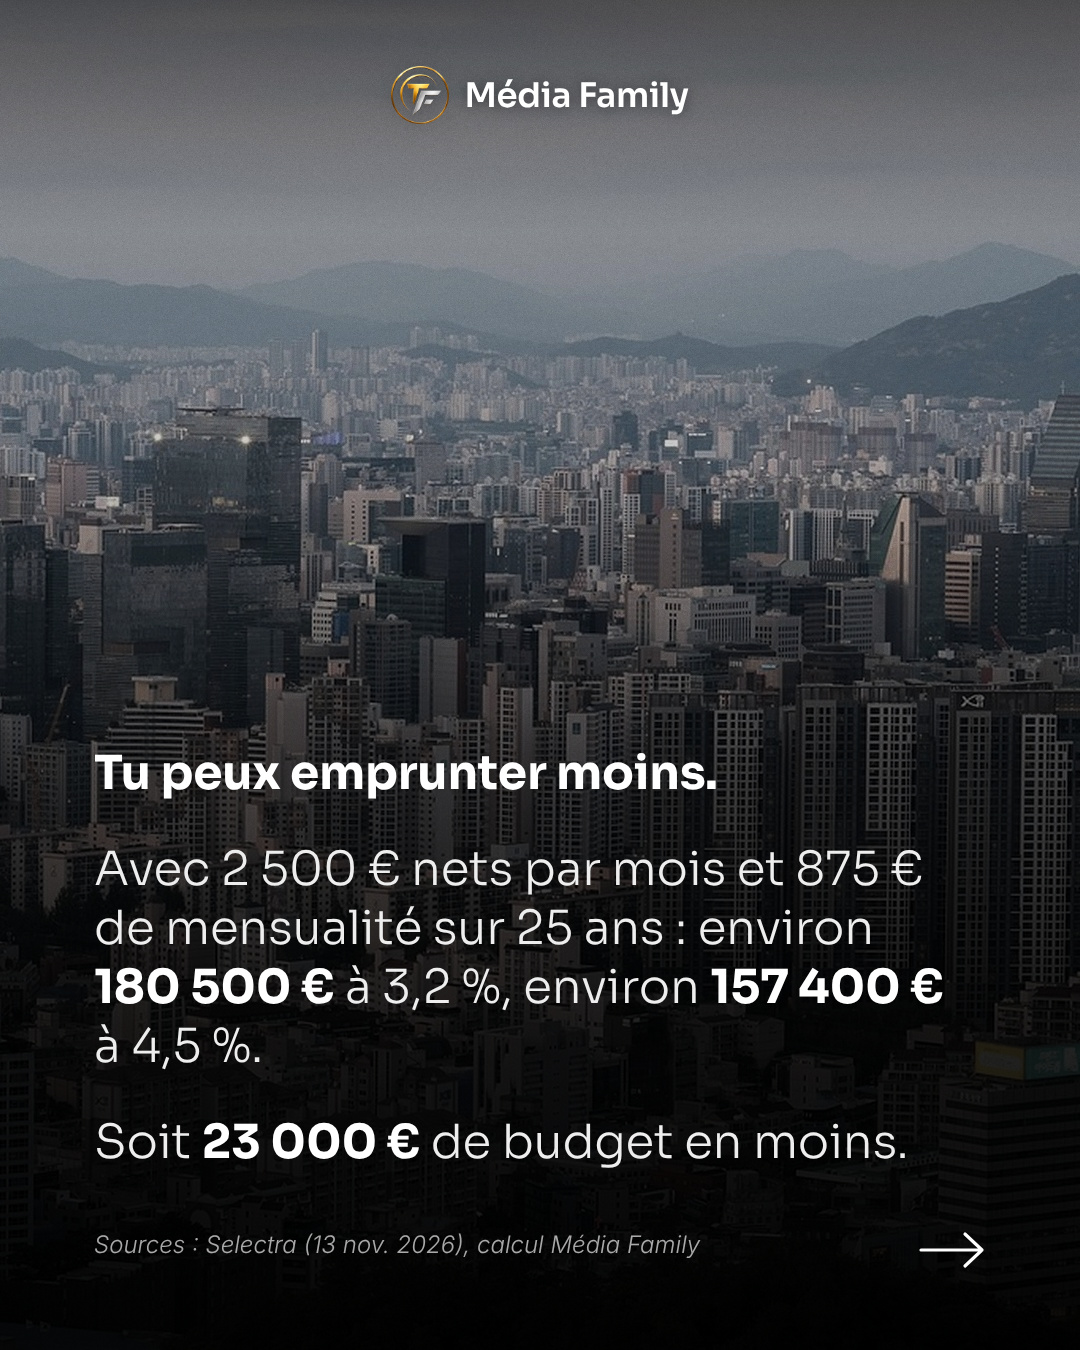 Média Family
Tu peux emprunter moins.
Avec 2 500 € nets par mois et 875 €
de mensualité sur 25 ans : environ
180 500 € à 3,2 %, environ 157 400 €
à 4,5 %.
Soit 23 000 € de budget en moins.
Sources : Selectra (13 nov. 2026), calcul Média Family